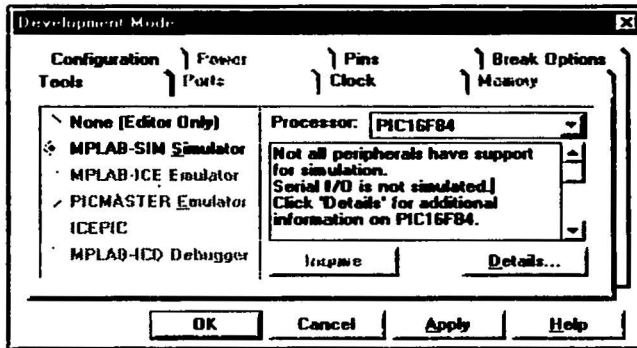 Development Mode
Configuration Power Pins Break Options
Tools Ports Clock Memory
None (Editor Only)
MPLAB-SIM Simulator
MPLAB-ICE Emulator
PICMASTER Emulator
ICEPIC
MPLAB-ICD Debugger
Processor: PIC16F84
Not all peripherals have support
for simulation.
Serial I/O is not simulated.
Click "Details" for additional
information on PIC16F84.
Details...
OK Cancel Apply Help